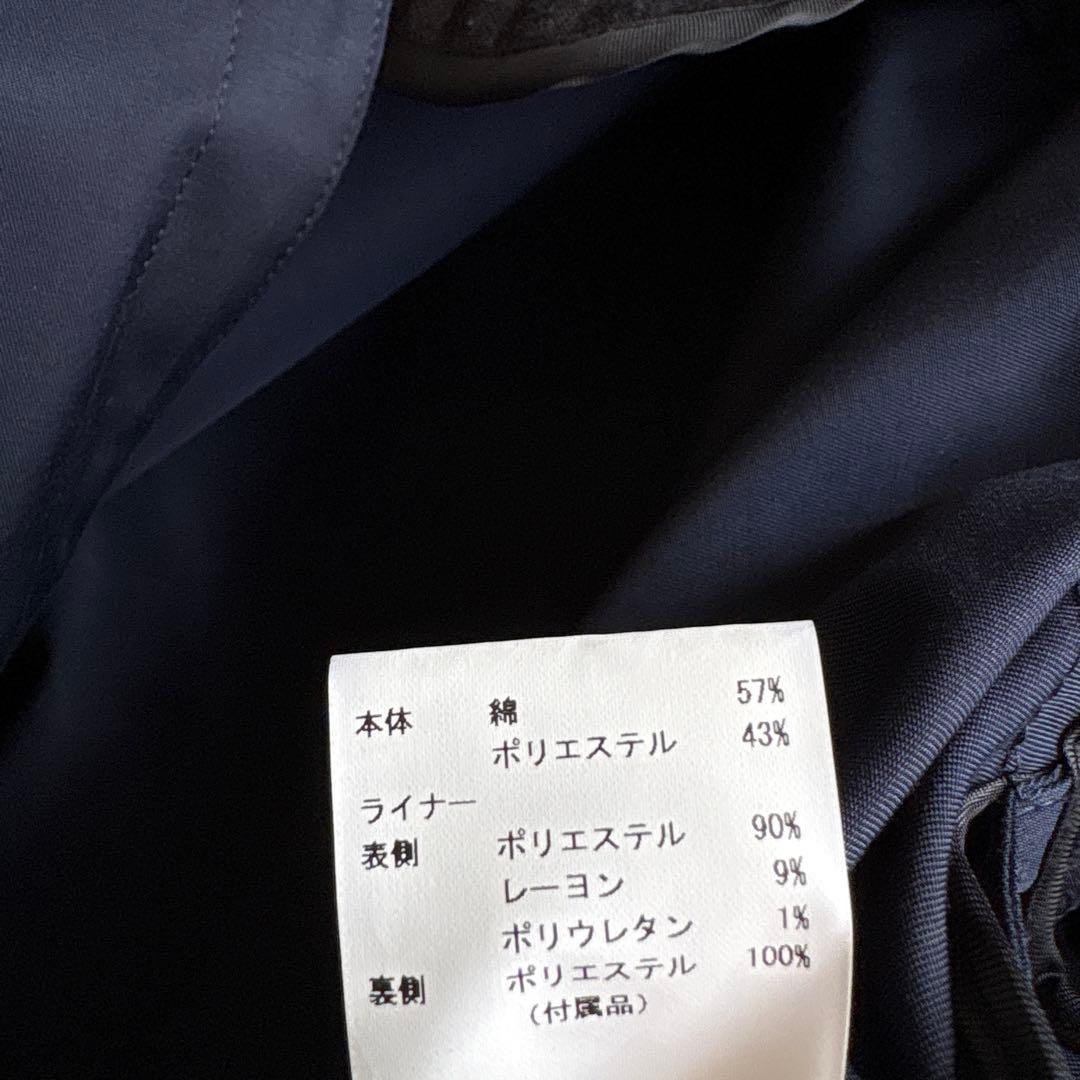 本体 綿 57%
ポリエステル 43%
ライナー
表側 ポリエステル 90%
レーヨン 9%
ポリウレタン 1%
裏側 ポリエステル 100%
(付属品)